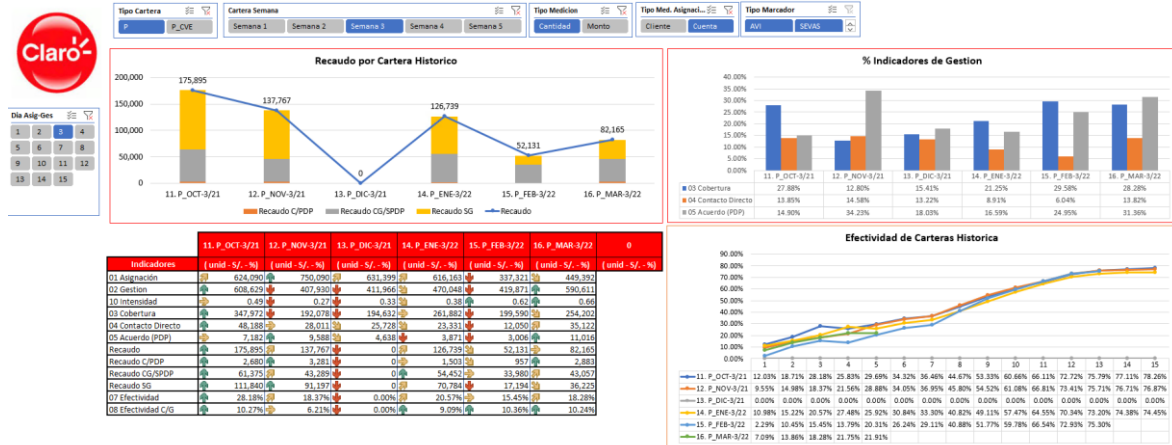 Tipo Cartera
P
P_CVE
Cartera Semana
Semana 1
Semana 2
Semana 3
Semana 4
Semana 5
Tipo Medicion
Cantidad
Monto
Tipo Med. Asignaci...
Cliente
Cuenta
Tipo Marcador
AVI
SEVAS
Claro
Dia Asig-Ges
1 2 3 4
5 6 7 8
9 10 11 12
13 14 15
Recaudo por Cartera Historico
200,000
150,000
100,000
50,000
0
175,895
137,767
0
126,739
52,131
82,165
11. P_OCT-3/21
12. P_NOV-3/21
13. P_DIC-3/21
14. P_ENE-3/22
15. P_FEB-3/22
16. P_MAR-3/22
Recaudo C/PDP
Recaudo CG/SPDP
Recaudo SG
Recaudo
% Indicadores de Gestion
40.00%
35.00%
30.00%
25.00%
20.00%
15.00%
10.00%
5.00%
0.00%
11. P_OCT-3/21 12. P_NOV-3/21 13. P_DIC-3/21 14. P_ENE-3/22 15. P_FEB-3/22 16. P_MAR-3/22
03 Cobertura 27.88% 12.80% 15.41% 21.25% 29.58% 28.28%
04 Contacto Directo 13.85% 14.58% 13.22% 8.91% 6.04% 13.82%
05 Acuerdo (PDP) 14.90% 34.23% 18.03% 16.59% 24.95% 31.36%
11. P_OCT-3/21 12. P_NOV-3/21 13. P_DIC-3/21 14. P_ENE-3/22 15. P_FEB-3/22 16. P_MAR-3/22 0
Indicadores ( unid - S/. - %) ( unid - S/. - %) ( unid - S/. - %) ( unid - S/. - %) ( unid - S/. - %) ( unid - S/. - %) ( unid - S/. - %)
01 Asignación 624,090 750,090 631,399 616,163 337,321 449,392
02 Gestion 608,629 407,930 411,966 470,048 419,871 590,611
10 Intensidad 0.49 0.27 0.33 0.38 0.62 0.66
03 Cobertura 347,972 192,078 194,632 261,882 199,590 254,202
04 Contacto Directo 48,188 28,011 25,728 23,331 12,050 35,122
05 Acuerdo (PDP) 7,182 9,588 4,638 3,871 3,006 11,016
Recaudo 175,895 137,767 0 126,739 52,131 82,165
Recaudo C/PDP 2,680 3,281 0 1,503 957 2,883
Recaudo CG/SPDP 61,375 43,289 0 54,452 33,980 43,057
Recaudo SG 111,840 91,197 0 70,784 17,194 36,225
07 Efectividad 28.18% 18.37% 0.00% 20.57% 15.45% 18.28%
08 Efectividad C/G 10.27% 6.21% 0.00% 9.09% 10.36% 10.24%
Efectividad de Carteras Historica
90.00%
80.00%
70.00%
60.00%
50.00%
40.00%
30.00%
20.00%
10.00%
0.00%
1 2 3 4 5 6 7 8 9 10 11 12 13 14 15
11. P_OCT-3/21 12.03% 18.71% 28.18% 25.83% 29.69% 34.32% 36.46% 44.67% 53.33% 60.66% 66.11% 72.72% 75.79% 77.11% 78.26%
12. P_NOV-3/21 9.55% 14.98% 18.37% 21.56% 28.88% 34.05% 36.95% 45.80% 54.52% 61.08% 66.81% 73.41% 75.71% 76.71% 76.87%
13. P_DIC-3/21 0.00% 0.00% 0.00% 0.00% 0.00% 0.00% 0.00% 0.00% 0.00% 0.00% 0.00% 0.00% 0.00% 0.00% 0.00%
14. P_ENE-3/22 10.98% 15.22% 20.57% 27.48% 25.92% 30.84% 33.30% 40.82% 49.11% 57.47% 64.55% 70.34% 73.20% 74.38% 74.45%
15. P_FEB-3/22 2.29% 10.45% 15.45% 13.79% 20.31% 26.24% 29.11% 40.88% 51.77% 59.78% 65.42% 72.93% 75.30%
16. P_MAR-3/22 7.09% 13.86% 18.28% 21.75% 21.91%